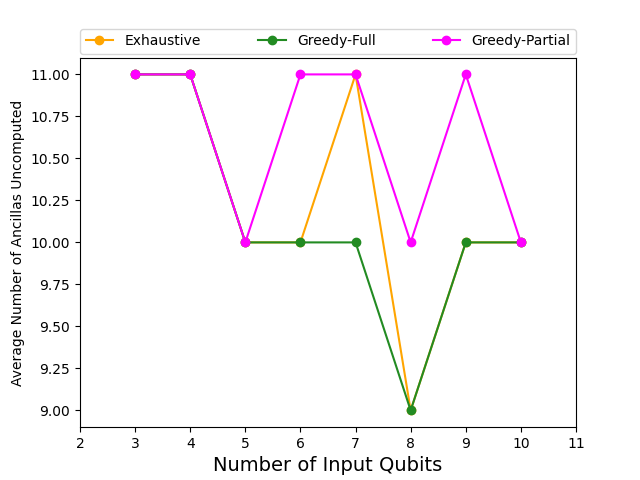 Exhaustive Greedy-Full Greedy-Partial
11.00
10.75
10.50
10.25
10.00
9.75
9.50
9.25
9.00
Average Number of Ancillas Uncomputed
2 3 4 5 6 7 8 9 10 11
Number of Input Qubits